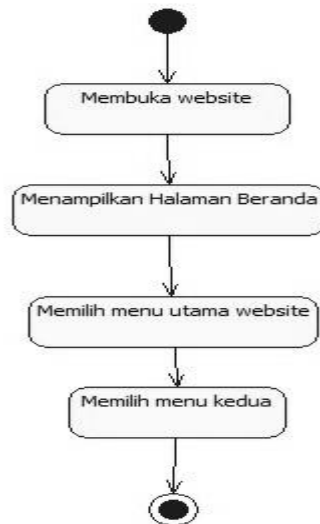 Membuka website
Menampilkan Halaman Beranda
Memilih menu utama website
Memilih menu kedua